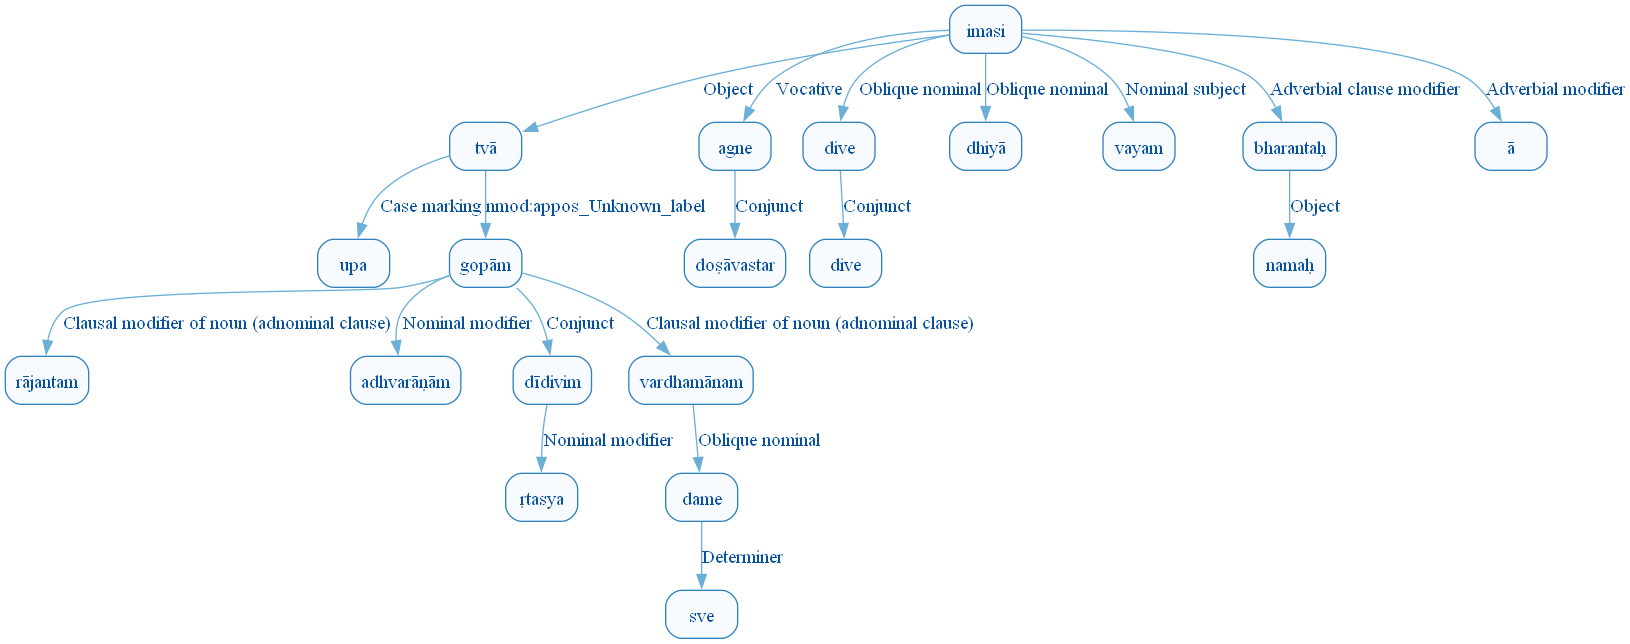 imasi
Object Vocative Oblique nominal Oblique nominal Nominal subject Adverbial clause modifier Adverbial modifier
tvā agne dive dhiyā vayam bharantaḥ ā
Case marking nmod:appos_Unknown_label Conjunct Conjunct Object
upa gopām doṣāvastar dive namaḥ
Clausal modifier of noun (adnominal clause) Nominal modifier Conjunct Clausal modifier of noun (adnominal clause)
rājantam adhvarāṇām dīdivim vardhamānam
Nominal modifier Oblique nominal
ṛtasya dame
Determiner
sve